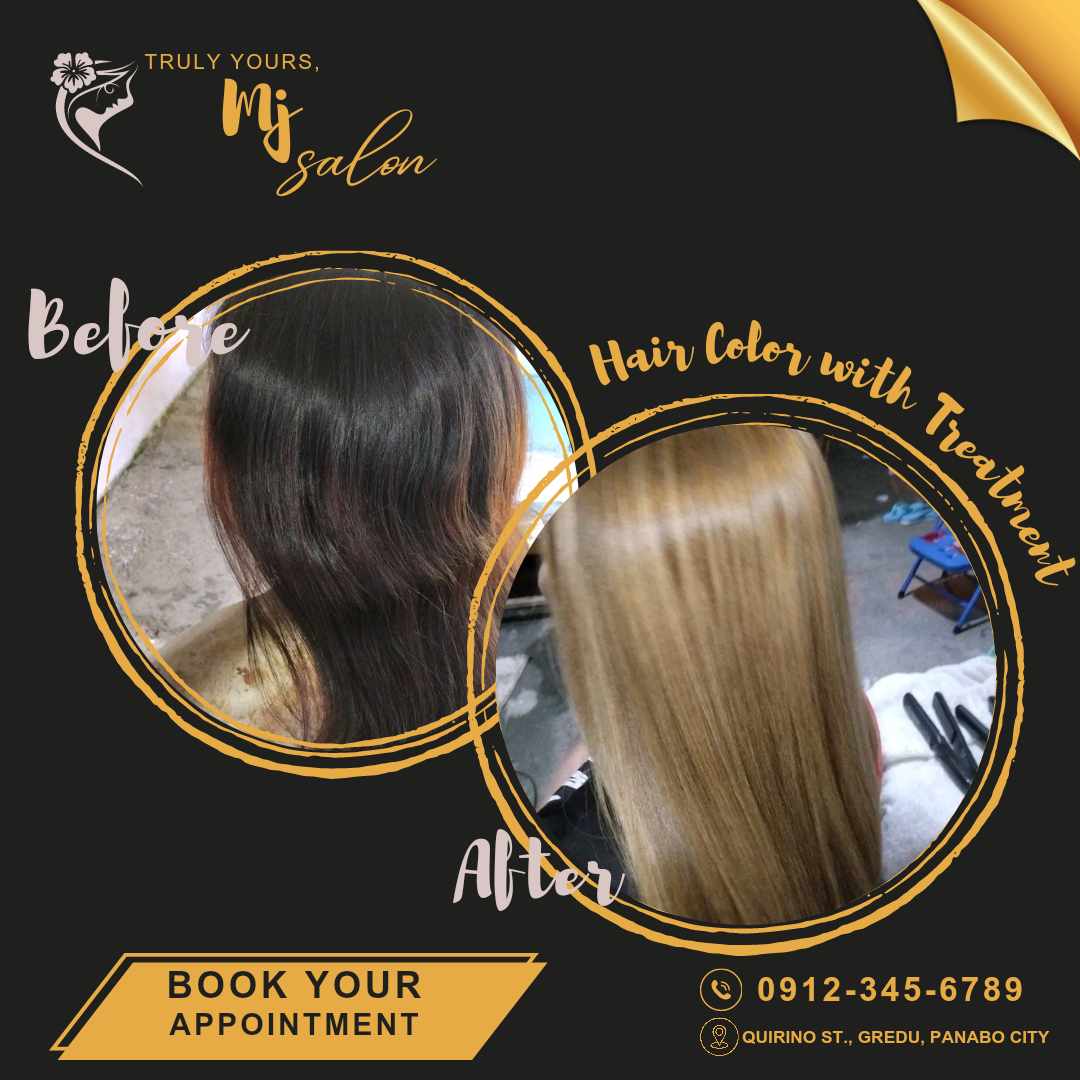 TRULY YOURS,
Mj
salon
Before
Hair Color with Treatment
After
BOOK YOUR
APPOINTMENT
0912-345-6789
QUIRINO ST., GREDU, PANABO CITY